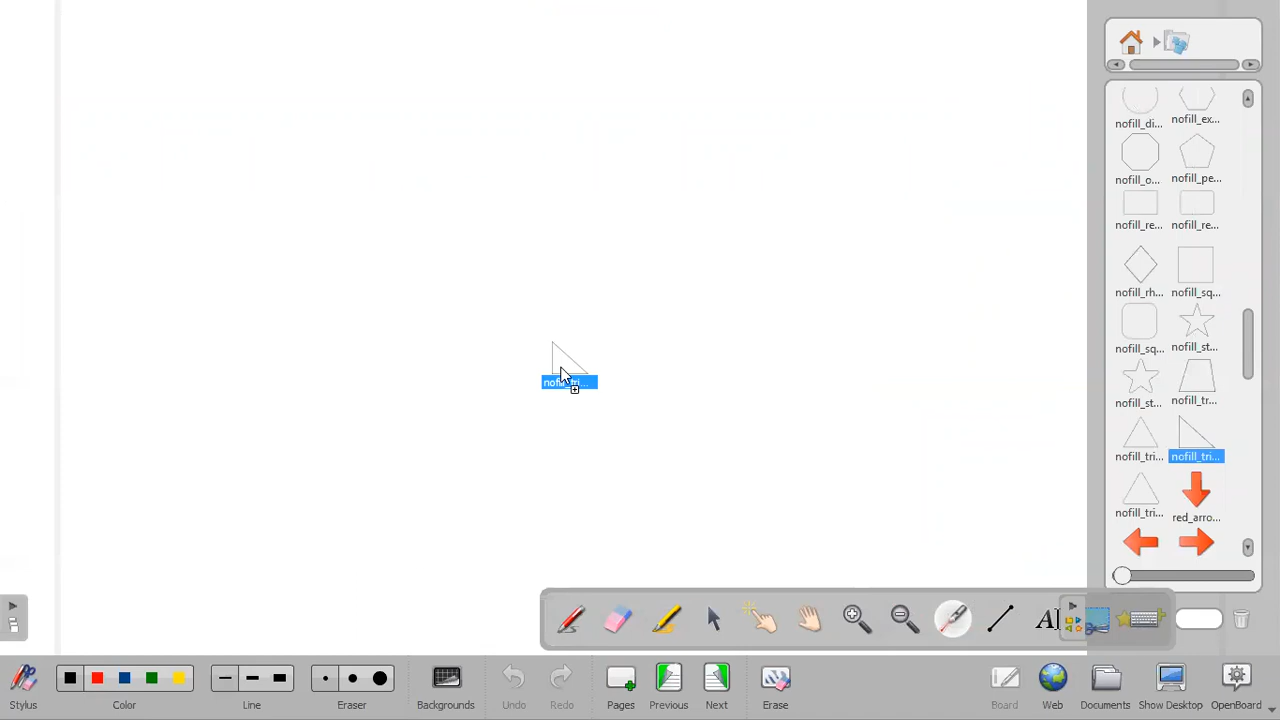 nofill_di... nofill_ex...
nofill_o... nofill_pe...
nofill_re... nofill_re...
nofill_rh... nofill_sq...
nofill_sq... nofill_st...
nofill_st... nofill_tr...
nofill_tri... nofill_tri...
nofill_tri... red_arro...
nofill_tri...
A
Stylus Color Line Eraser Backgrounds Undo Redo Pages Previous Next Erase Board Web Documents Show Desktop OpenBoard